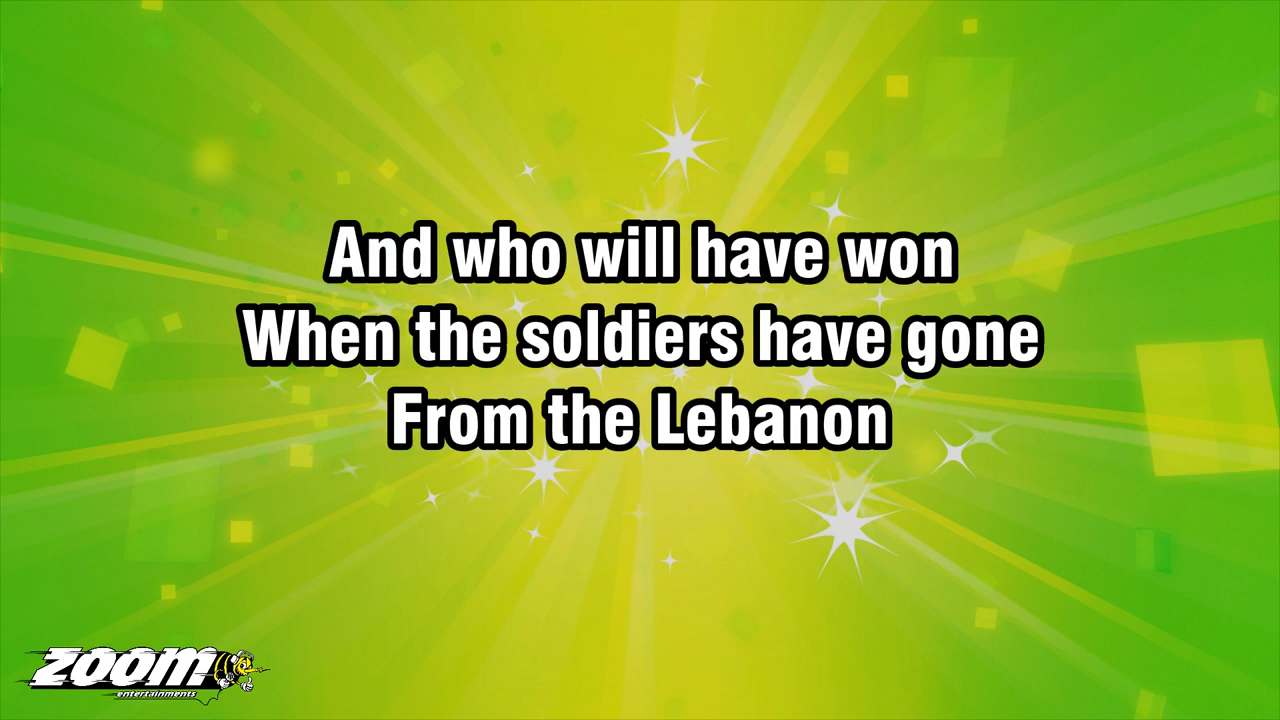 And who will have won
When the soldiers have gone
From the Lebanon
ZOOM
entertainments